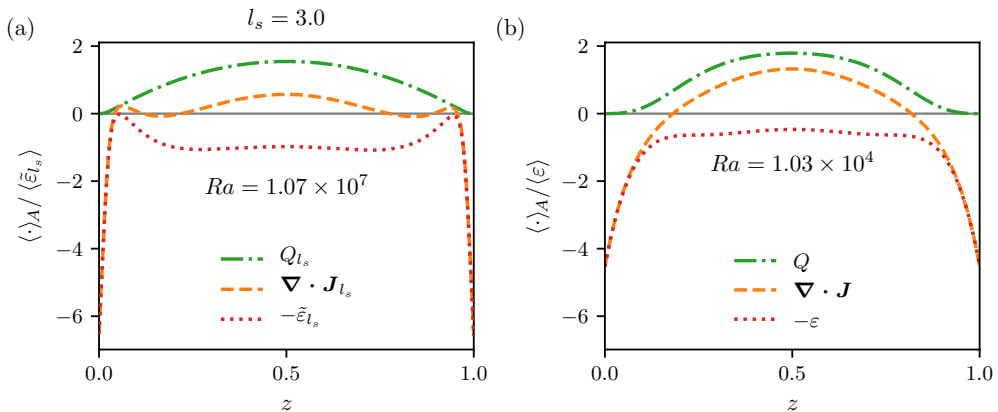 (a)
l_s = 3.0
⟨·⟩_A / ⟨ε̃_{l_s}⟩
2
0
−2
−4
−6
Ra = 1.07 × 10^7
Q_{l_s}
∇ · J_{l_s}
−ε̃_{l_s}
0.0
0.5
1.0
z
(b)
⟨·⟩_A / ⟨ε⟩
2
0
−2
−4
−6
Ra = 1.03 × 10^4
Q
∇ · J
−ε
0.0
0.5
1.0
z